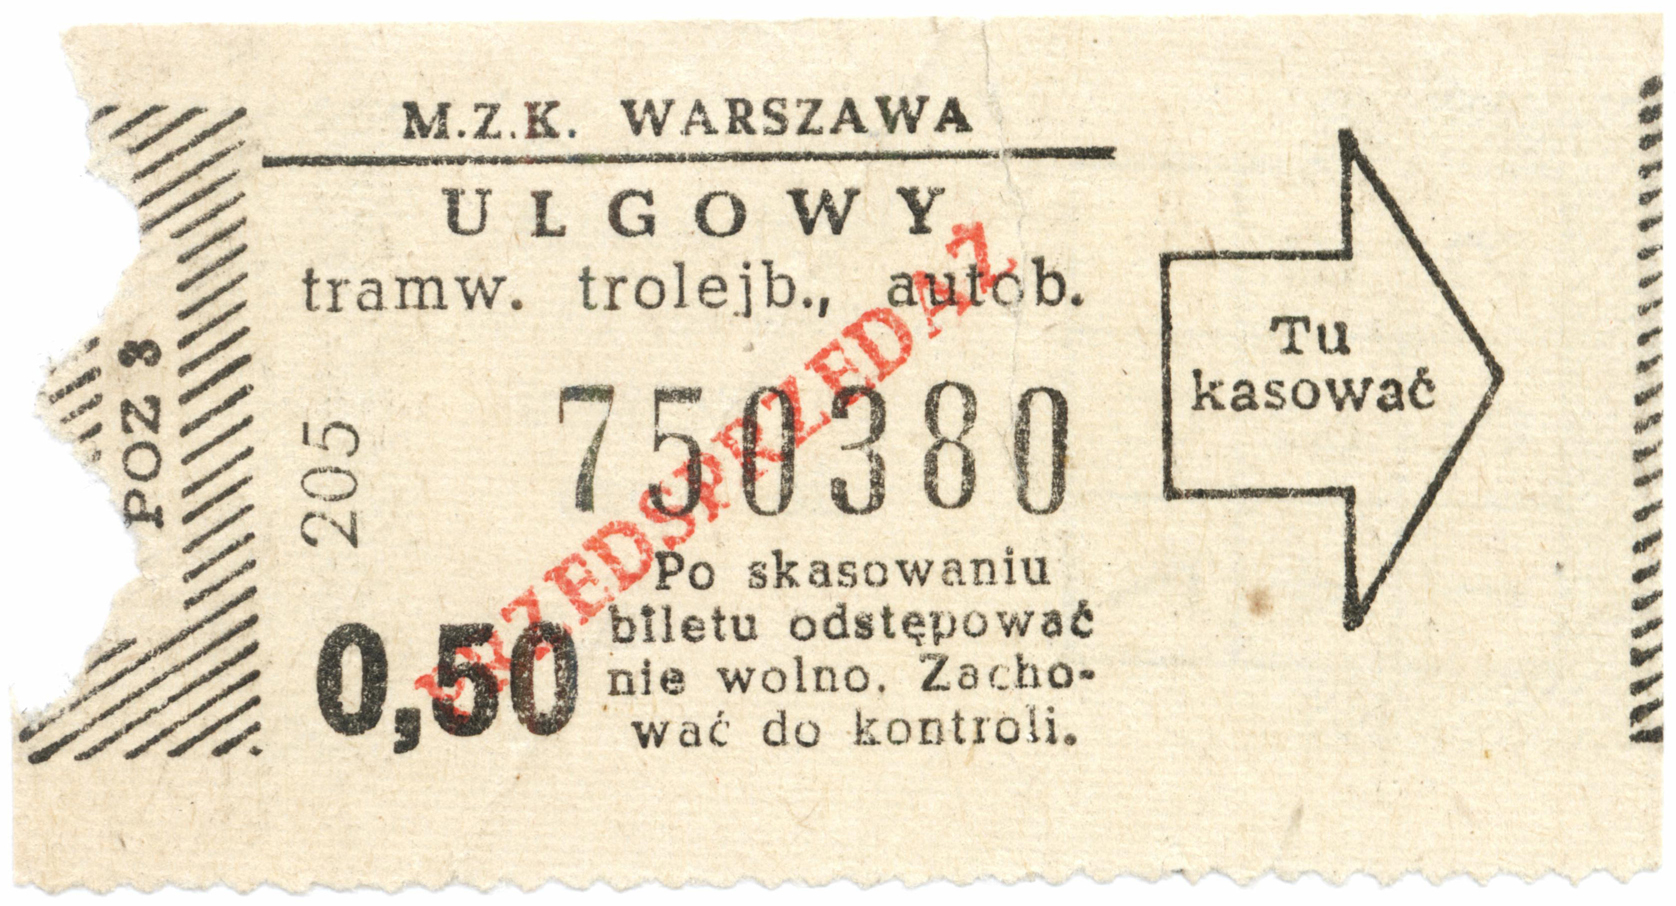 M.Z.K. WARSZAWA
ULGOWY
tramw. trolejb., autob.
PRZEDSPRZEDAŻ
750380
205
POZ 3
0,50
Po skasowaniu
biletu odstępować
nie wolno. Zacho-
wać do kontroli.
Tu
kasować